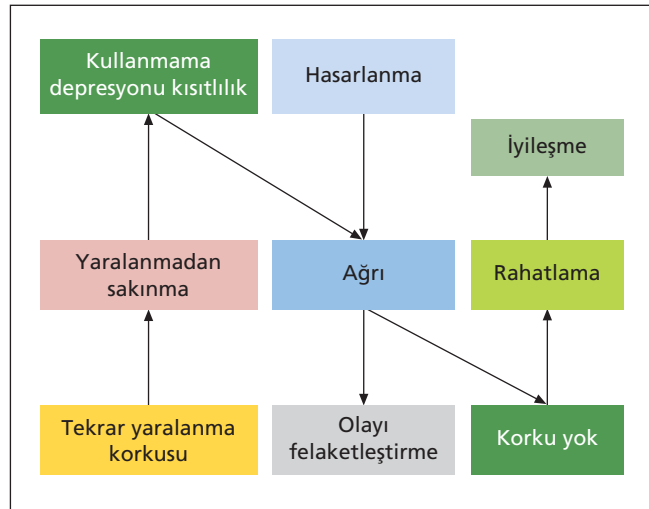 Kullanmama
depresyonu kısıtlılık
Hasarlanma
İyileşme
Yaralanmadan
sakınma
Ağrı
Rahatlama
Tekrar yaralanma
korkusu
Olayı
felaketleştirme
Korku yok